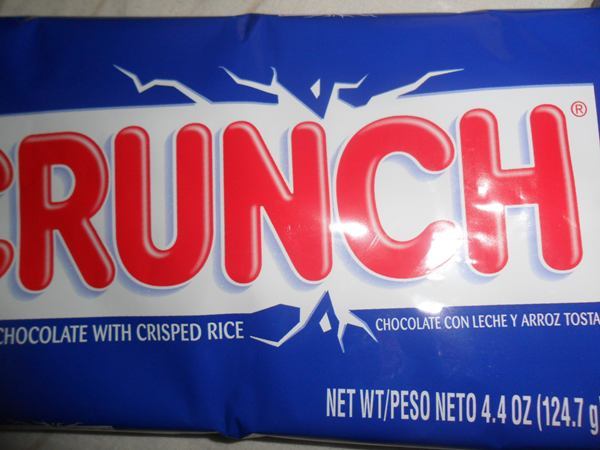 CRUNCH®
CHOCOLATE WITH CRISPED RICE
CHOCOLATE CON LECHE Y ARROZ TOSTA
NET WT/PESO NETO 4.4 OZ (124.7 g)